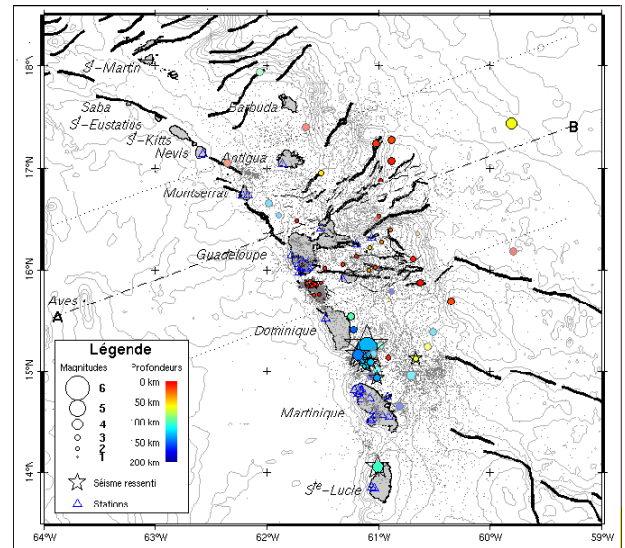 18°N
Sᵗ-Martin
Saba
Barbuda
Sᵗ-Eustatius
B
Sᵗ-Kitts
17°N
Nevis
Antigua
Montserrat
Guadeloupe
16°N
Aves
A
Dominique
Légende
Magnitudes
Profondeurs
6
5
4
3
2
1
0 km
50 km
100 km
150 km
200 km
Séisme ressenti
Stations
15°N
Martinique
14°N
Sᵗᵉ-Lucie
64°W
63°W
62°W
61°W
60°W
59°W